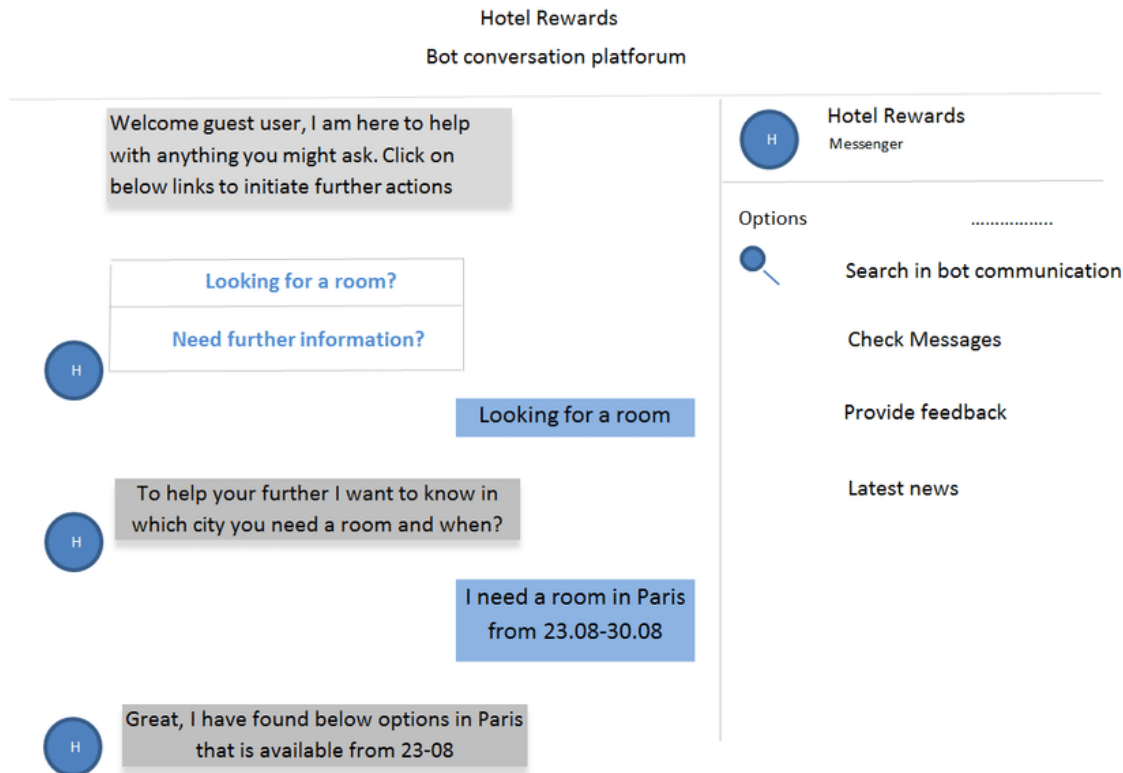 Hotel Rewards
Bot conversation platforum
Welcome guest user, I am here to help
with anything you might ask. Click on
below links to initiate further actions
Looking for a room?
Need further information?
H
Looking for a room
To help your further I want to know in
which city you need a room and when?
H
I need a room in Paris
from 23.08-30.08
Great, I have found below options in Paris
that is available from 23-08
H
H
Hotel Rewards
Messenger
Options ..................
Search in bot communication
Check Messages
Provide feedback
Latest news